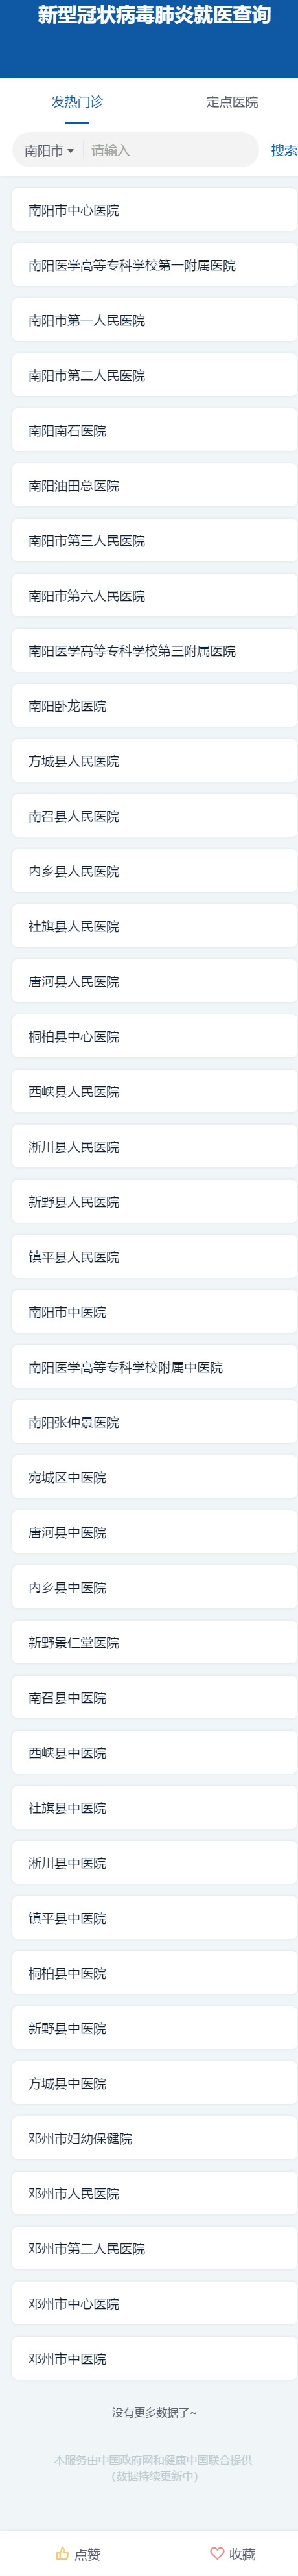 新型冠状病毒肺炎就医查询
发热门诊
定点医院
南阳市
请输入
搜索
南阳市中心医院
南阳医学高等专科学校第一附属医院
南阳市第一人民医院
南阳市第二人民医院
南阳南石医院
南阳油田总医院
南阳市第三人民医院
南阳市第六人民医院
南阳医学高等专科学校第三附属医院
南阳卧龙医院
方城县人民医院
南召县人民医院
内乡县人民医院
社旗县人民医院
唐河县人民医院
桐柏县中心医院
西峡县人民医院
淅川县人民医院
新野县人民医院
镇平县人民医院
南阳市中医院
南阳医学高等专科学校附属中医院
南阳张仲景医院
宛城区中医院
唐河县中医院
内乡县中医院
新野景仁堂医院
南召县中医院
西峡县中医院
社旗县中医院
淅川县中医院
镇平县中医院
桐柏县中医院
新野县中医院
方城县中医院
邓州市妇幼保健院
邓州市人民医院
邓州市第二人民医院
邓州市中心医院
邓州市中医院
没有更多数据了~
本服务由中国政府网和健康中国联合提供
(数据持续更新中)
点赞
收藏